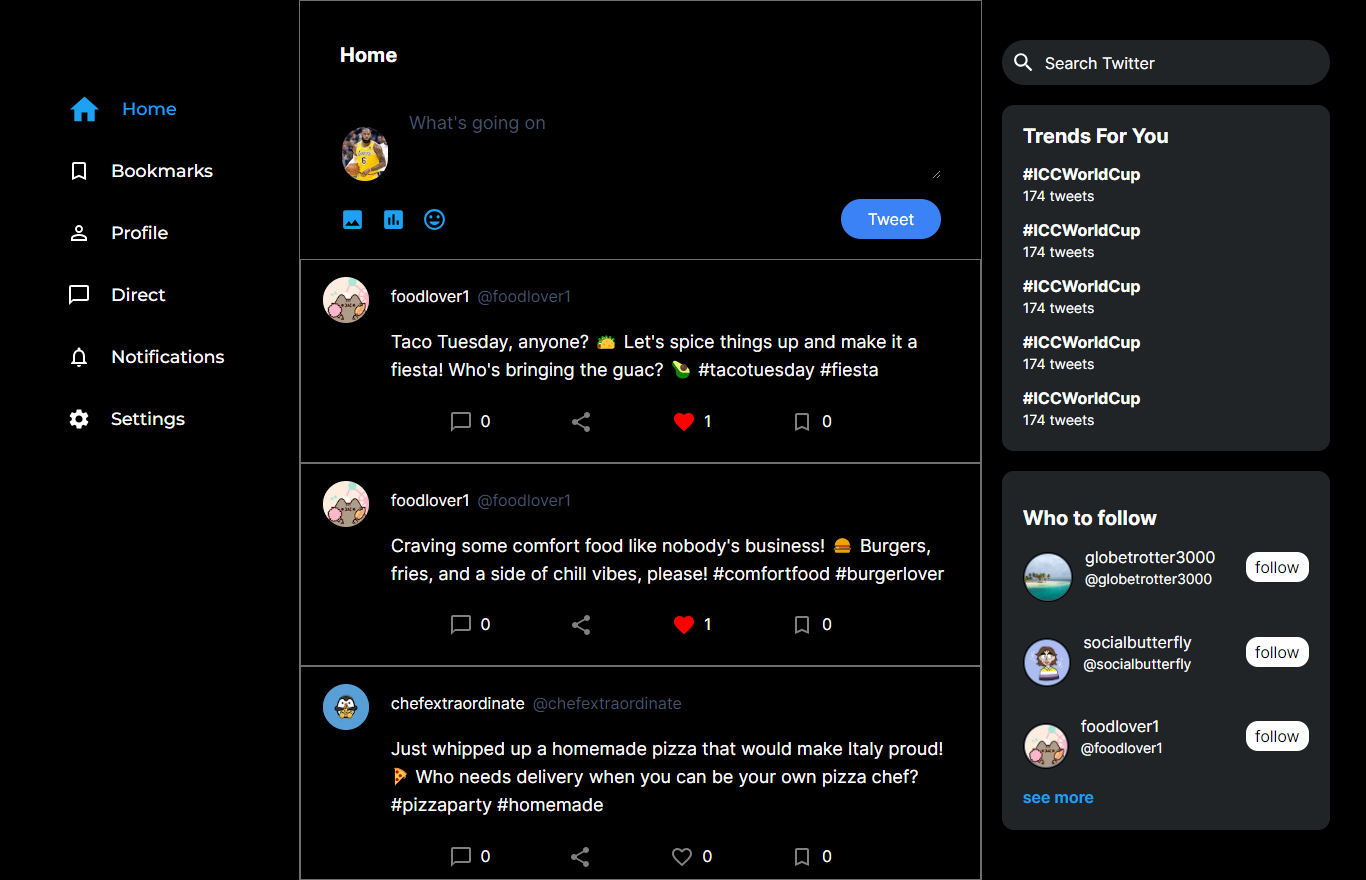 Home
Bookmarks
Profile
Direct
Notifications
Settings
Home
What's going on
Tweet
foodlover1 @foodlover1
Taco Tuesday, anyone? 🌮 Let's spice things up and make it a
fiesta! Who's bringing the guac? 🥑 #tacotuesday #fiesta
0 1 0
foodlover1 @foodlover1
Craving some comfort food like nobody's business! 🍔 Burgers,
fries, and a side of chill vibes, please! #comfortfood #burgerlover
0 1 0
chefextraordinate @chefextraordinate
Just whipped up a homemade pizza that would make Italy proud!
🍕 Who needs delivery when you can be your own pizza chef?
#pizzaparty #homemade
0 0 0
Search Twitter
Trends For You
#ICCWorldCup
174 tweets
#ICCWorldCup
174 tweets
#ICCWorldCup
174 tweets
#ICCWorldCup
174 tweets
#ICCWorldCup
174 tweets
Who to follow
globetrotter3000
@globetrotter3000
follow
socialbutterfly
@socialbutterfly
follow
foodlover1
@foodlover1
follow
see more